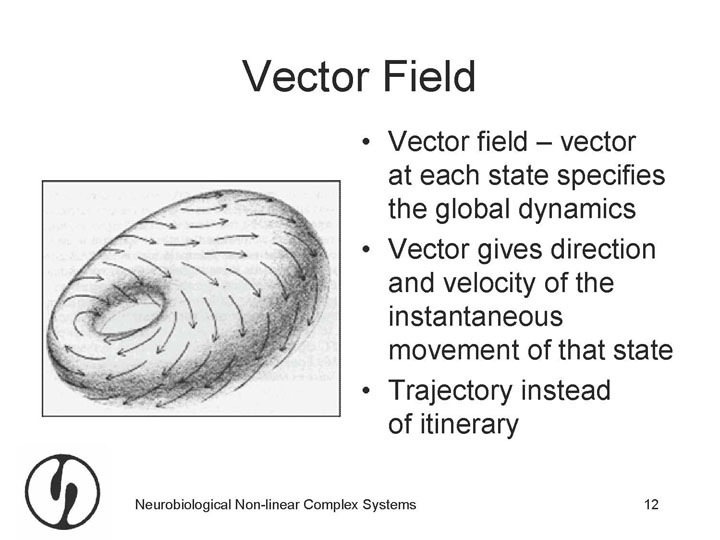 Vector Field
• Vector field – vector
at each state specifies
the global dynamics
• Vector gives direction
and velocity of the
instantaneous
movement of that state
• Trajectory instead
of itinerary
Neurobiological Non-linear Complex Systems
12